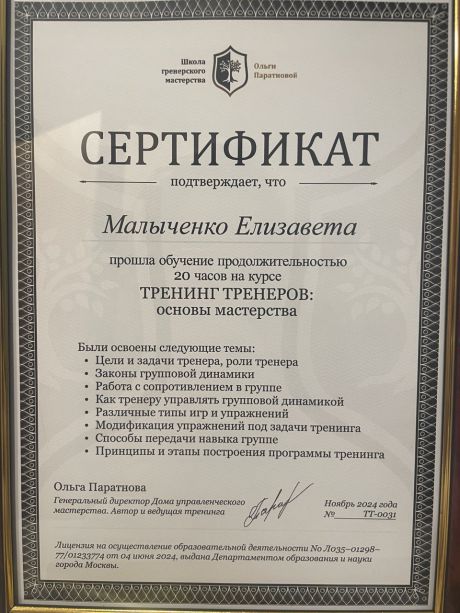 Школа
тренерского
мастерства
Ольги
Паратновой
СЕРТИФИКАТ
подтверждает, что
Малыченко Елизавета
прошла обучение продолжительностью
20 часов на курсе
ТРЕНИНГ ТРЕНЕРОВ:
основы мастерства
Были освоены следующие темы:
• Цели и задачи тренера, роли тренера
• Законы групповой динамики
• Работа с сопротивлением в группе
• Как тренеру управлять групповой динамикой
• Различные типы игр и упражнений
• Модификация упражнений под задачи тренинга
• Способы передачи навыка группе
• Принципы и этапы построения программы тренинга
Ольга Паратнова
Генеральный директор Дома управленческого
мастерства. Автор и ведущая тренинга
Ноябрь 2024 года
№ ТТ-0031
Лицензия на осуществление образовательной деятельности No Л035–01298–
77/01233774 от 04 июня 2024, выдана Департаментом образования и науки
города Москвы.